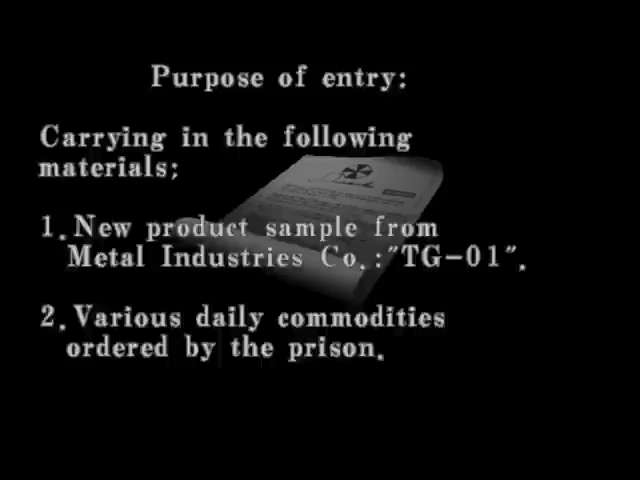 Purpose of entry:
Carrying in the following
materials;
1. New product sample from
Metal Industries Co.:"TG-01".
2. Various daily commodities
ordered by the prison.